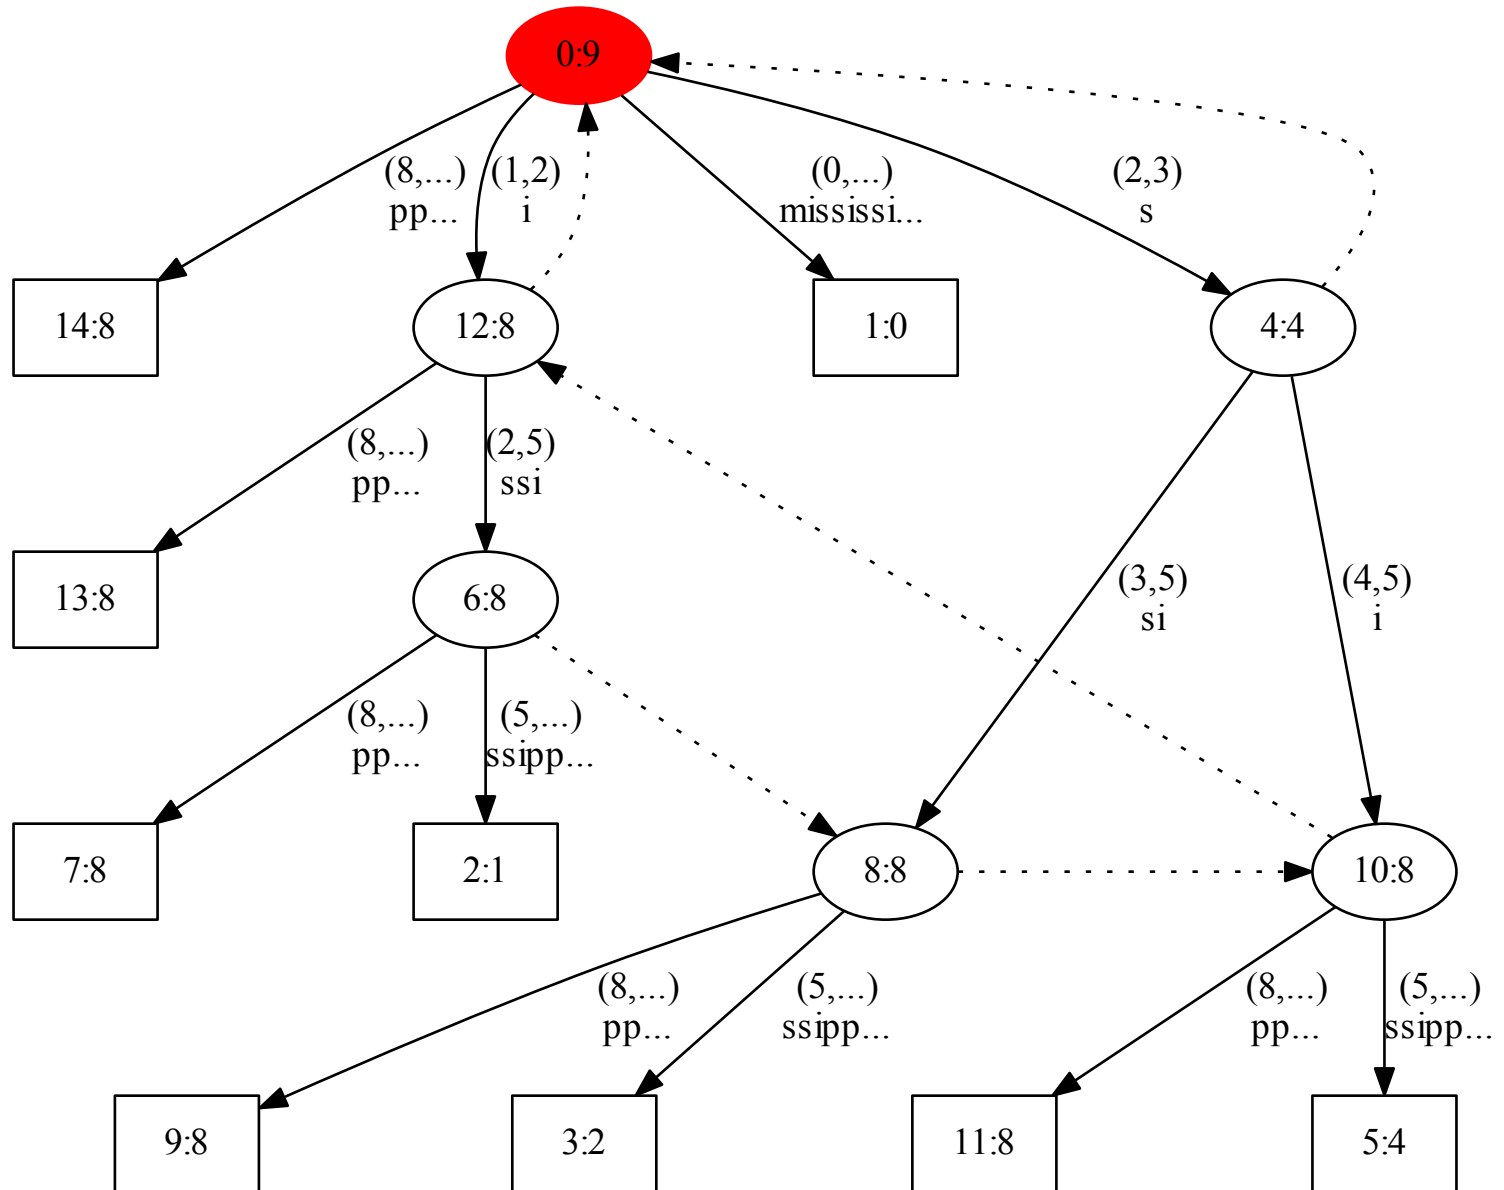 0:9
(8,...)
pp...
(1,2)
i
(0,...)
mississi...
(2,3)
s
14:8
12:8
1:0
4:4
(8,...)
pp...
(2,5)
ssi
13:8
6:8
(3,5)
si
(4,5)
i
(8,...)
pp...
(5,...)
ssipp...
7:8
2:1
8:8
10:8
(8,...)
pp...
(5,...)
ssipp...
(8,...)
pp...
(5,...)
ssipp...
9:8
3:2
11:8
5:4